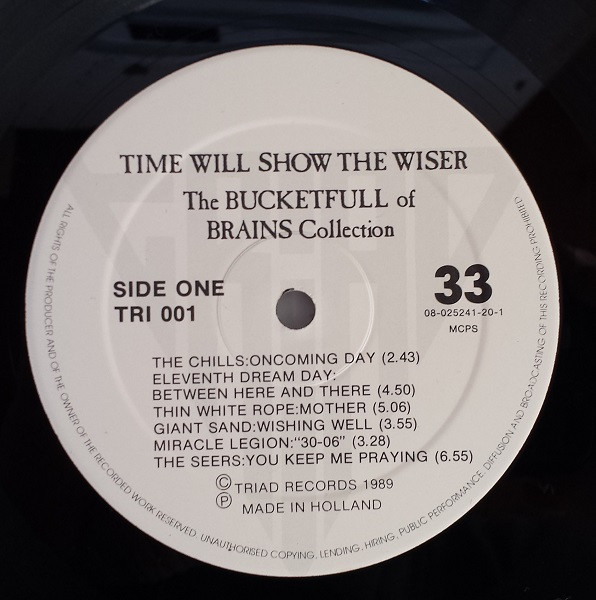 TIME WILL SHOW THE WISER
The BUCKETFULL of
BRAINS Collection
SIDE ONE
TRI 001
33
08-025241-20-1
MCPS
THE CHILLS:ONCOMING DAY (2.43)
ELEVENTH DREAM DAY:
BETWEEN HERE AND THERE (4.50)
THIN WHITE ROPE:MOTHER (5.06)
GIANT SAND:WISHING WELL (3.55)
MIRACLE LEGION:"30-06" (3.28)
THE SEERS:YOU KEEP ME PRAYING (6.55)
© TRIAD RECORDS 1989
℗ MADE IN HOLLAND
ALL RIGHTS OF THE PRODUCER AND OF THE OWNER OF THE RECORDED WORK RESERVED. UNAUTHORISED COPYING, LENDING, HIRING, PUBLIC PERFORMANCE, DIFFUSION AND BROADCASTING OF THIS RECORDING PROHIBITED